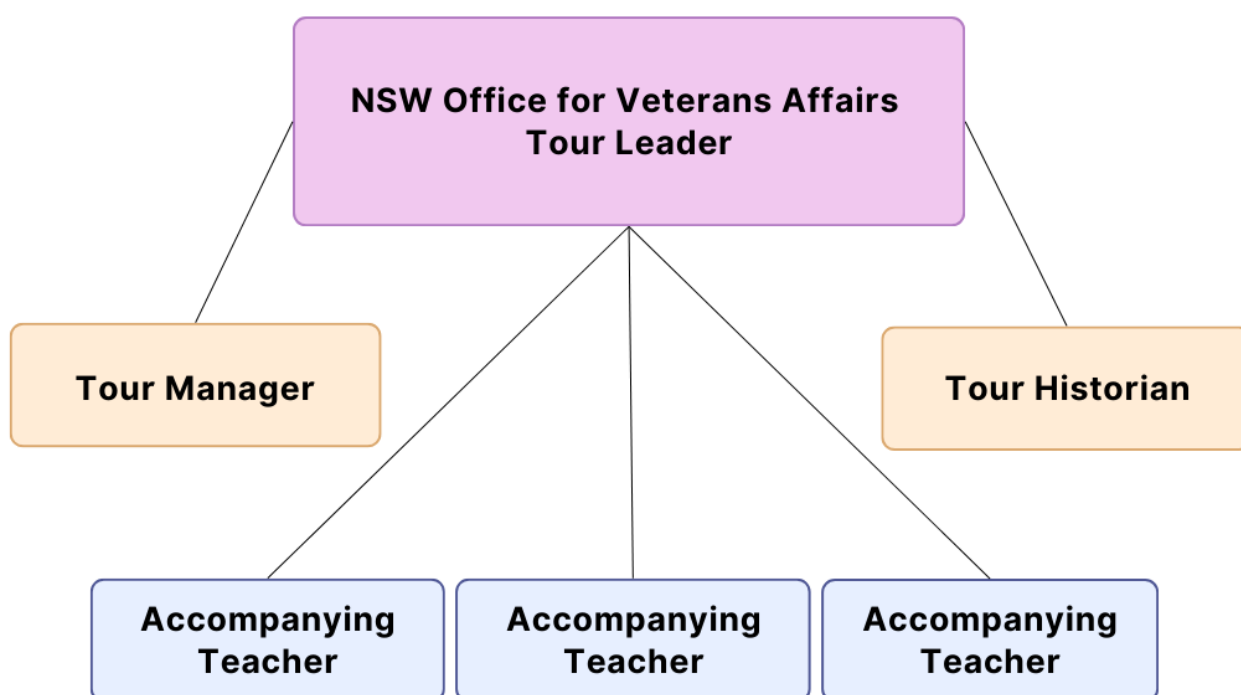 NSW Office for Veterans Affairs
Tour Leader
Tour Manager
Tour Historian
Accompanying
Teacher
Accompanying
Teacher
Accompanying
Teacher